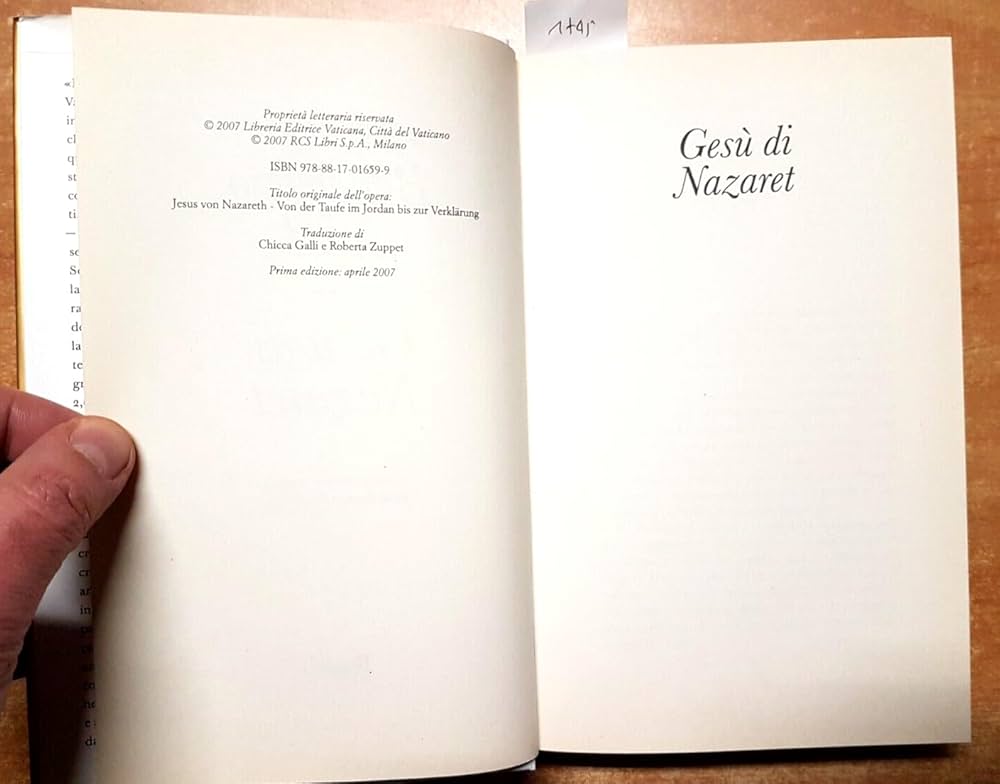 Proprietà letteraria riservata
© 2007 Libreria Editrice Vaticana, Città del Vaticano
© 2007 RCS Libri S.p.A., Milano
ISBN 978-88-17-01659-9
Titolo originale dell'opera:
Jesus von Nazareth - Von der Taufe im Jordan bis zur Verklärung
Traduzione di
Chicca Galli e Roberta Zuppet
Prima edizione: aprile 2007
Gesù di
Nazaret